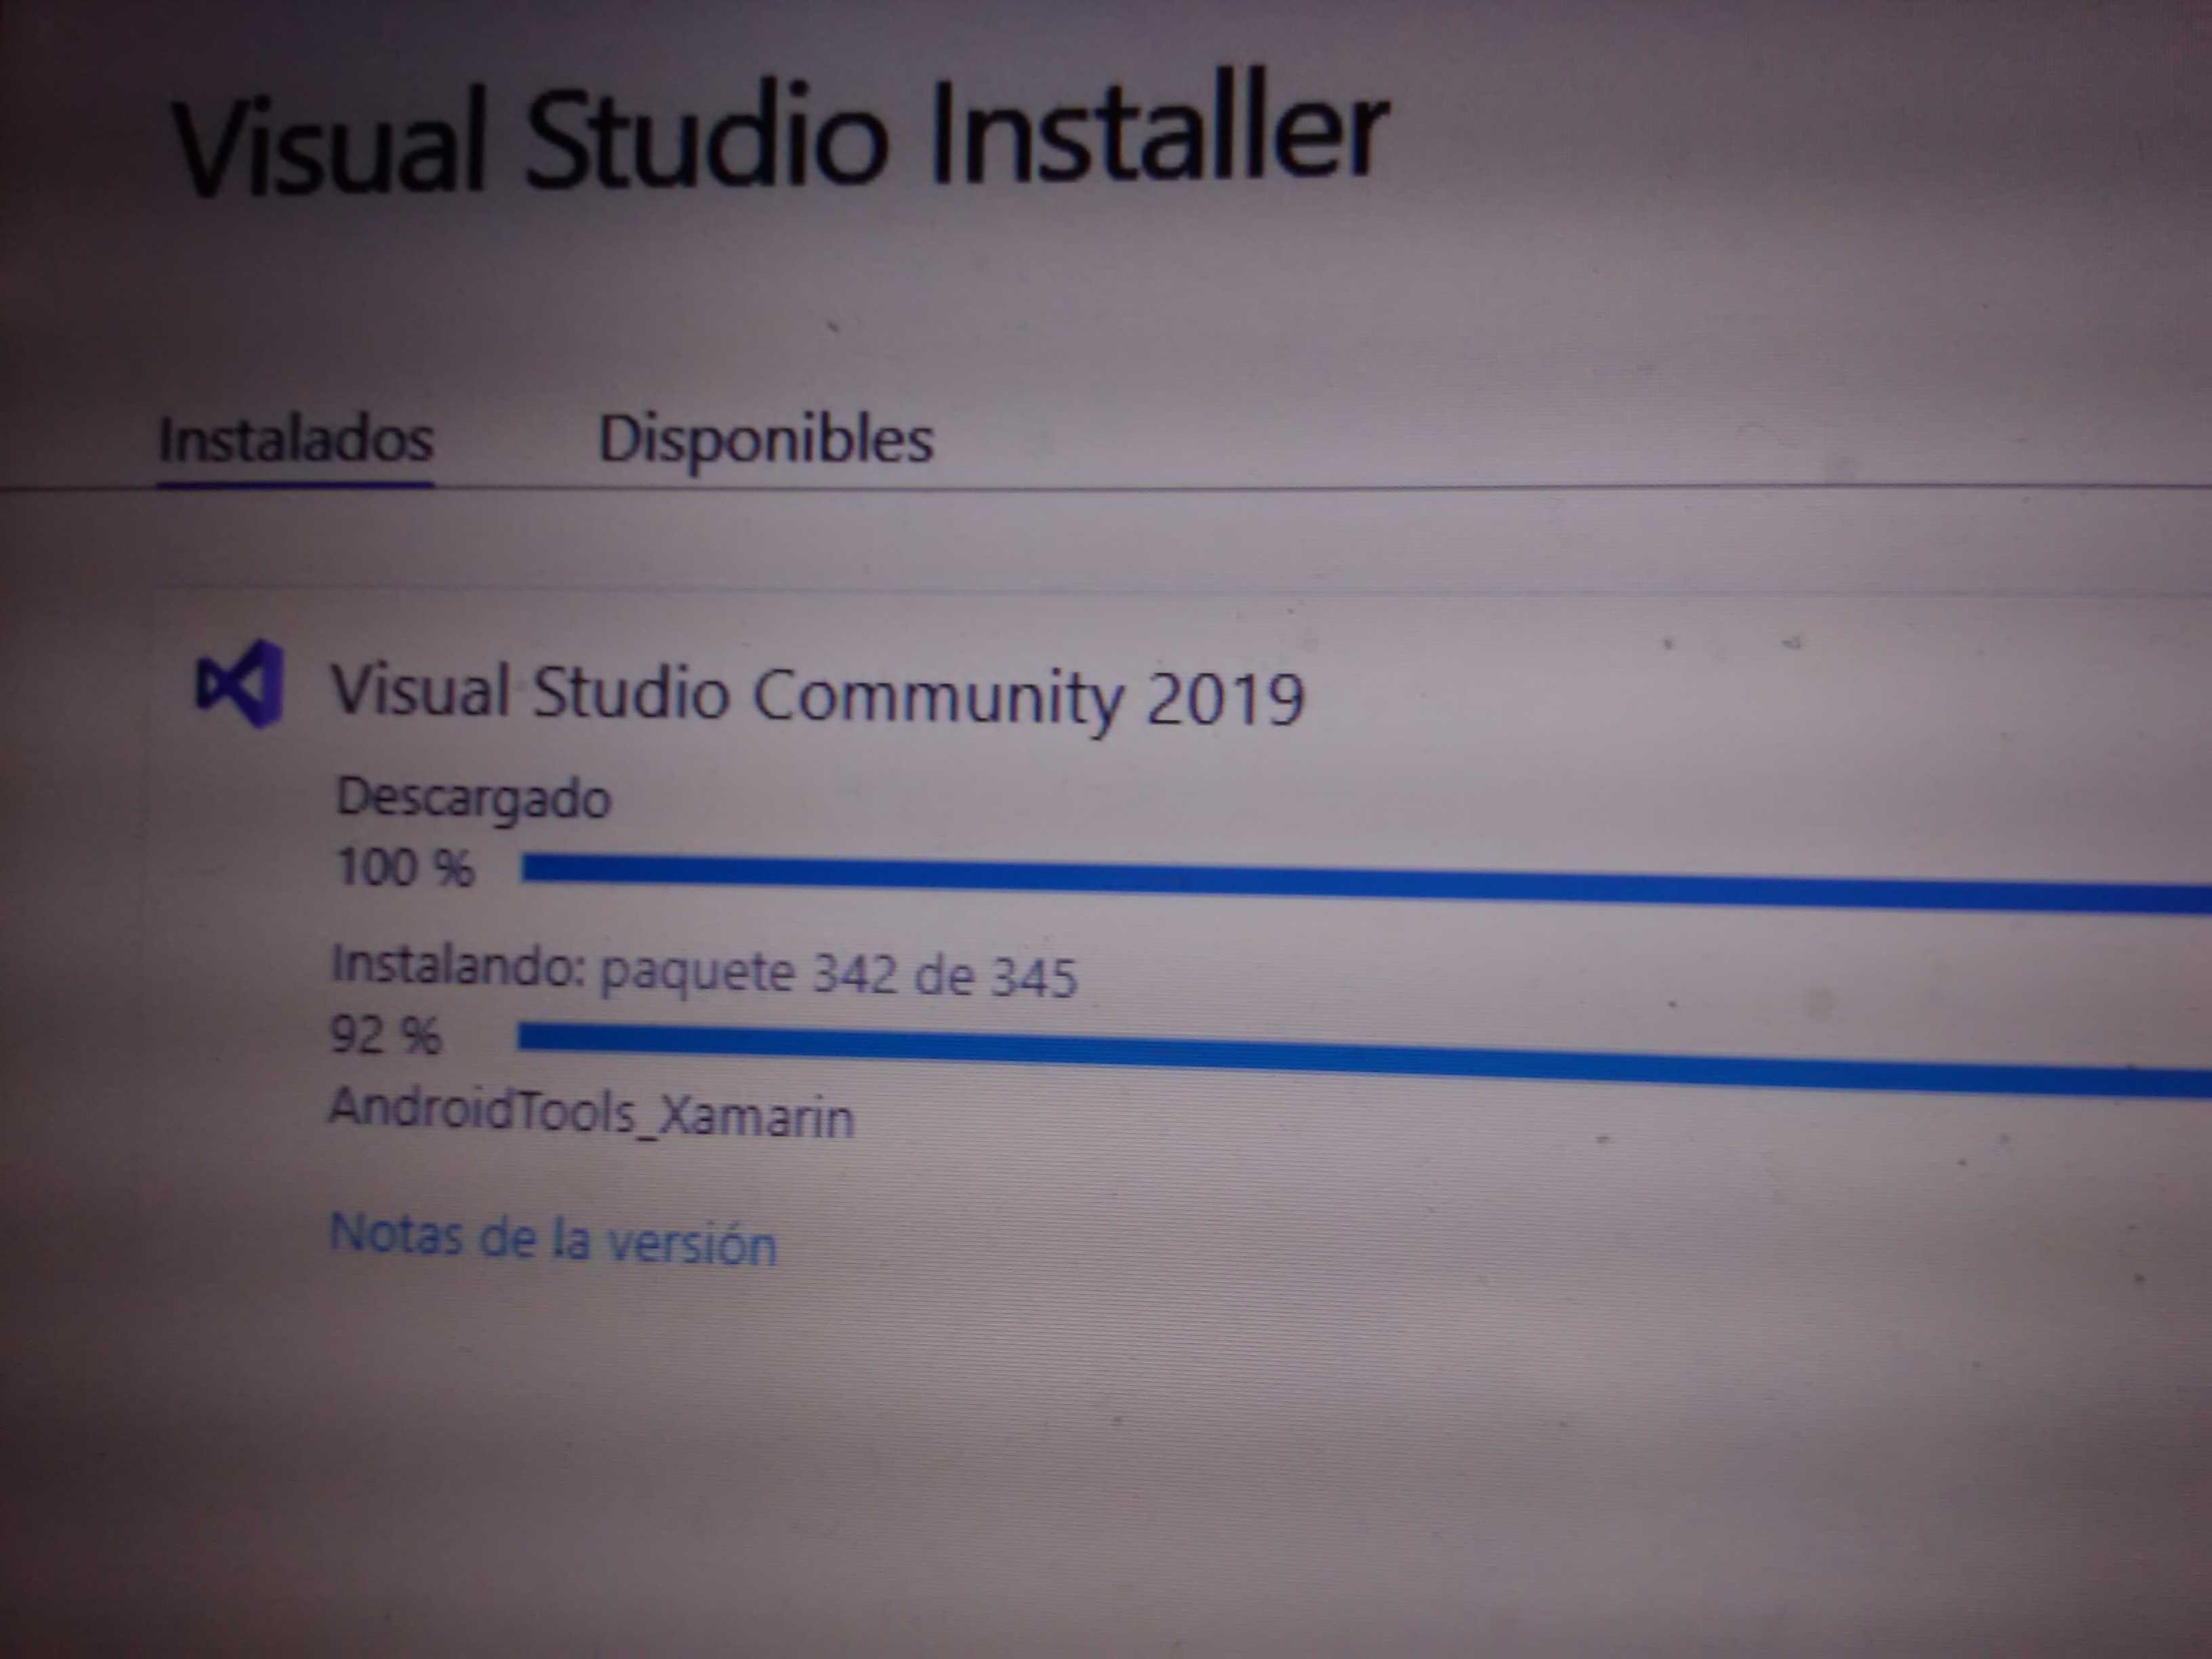 Visual Studio Installer
Instalados Disponibles
Visual Studio Community 2019
Descargado
100 %
Instalando: paquete 342 de 345
92 %
AndroidTools_Xamarin
Notas de la versión